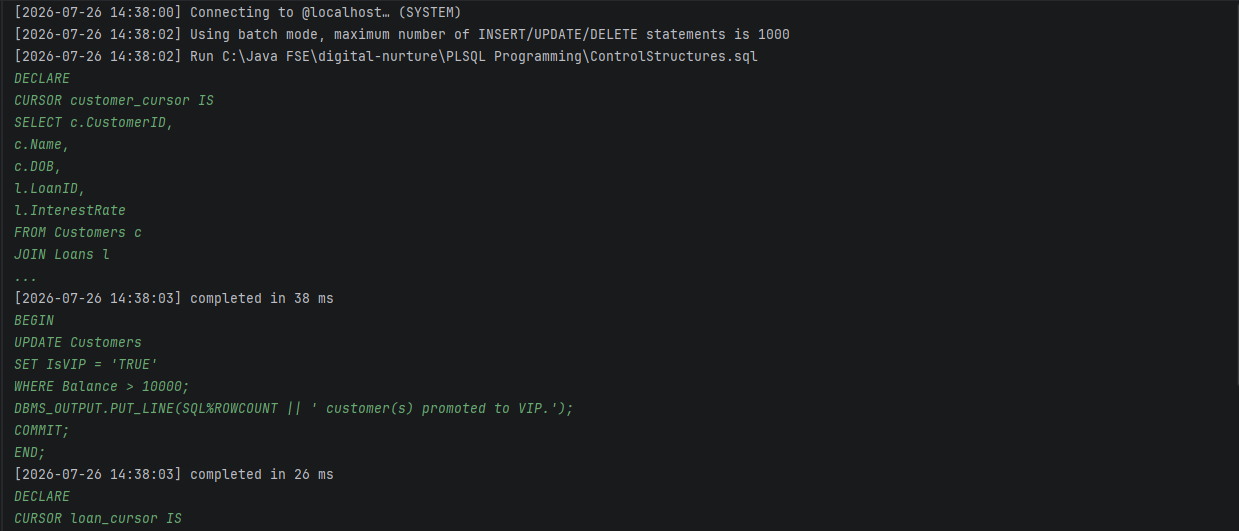 [2026-07-26 14:38:00] Connecting to @localhost… (SYSTEM)
[2026-07-26 14:38:02] Using batch mode, maximum number of INSERT/UPDATE/DELETE statements is 1000
[2026-07-26 14:38:02] Run C:\Java FSE\digital-nurture\PLSQL Programming\ControlStructures.sql
DECLARE
CURSOR customer_cursor IS
SELECT c.CustomerID,
c.Name,
c.DOB,
l.LoanID,
l.InterestRate
FROM Customers c
JOIN Loans l
...
[2026-07-26 14:38:03] completed in 38 ms
BEGIN
UPDATE Customers
SET IsVIP = 'TRUE'
WHERE Balance > 10000;
DBMS_OUTPUT.PUT_LINE(SQL%ROWCOUNT || ' customer(s) promoted to VIP.');
COMMIT;
END;
[2026-07-26 14:38:03] completed in 26 ms
DECLARE
CURSOR loan_cursor IS